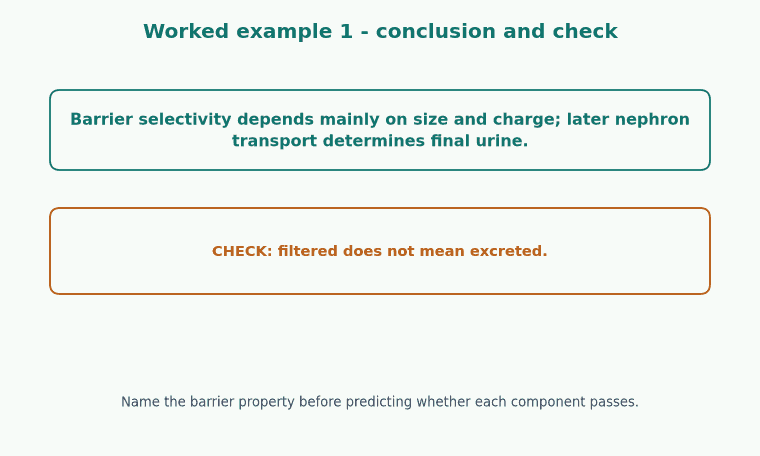 Worked example 1 - conclusion and check
Barrier selectivity depends mainly on size and charge; later nephron
transport determines final urine.
CHECK: filtered does not mean excreted.
Name the barrier property before predicting whether each component passes.